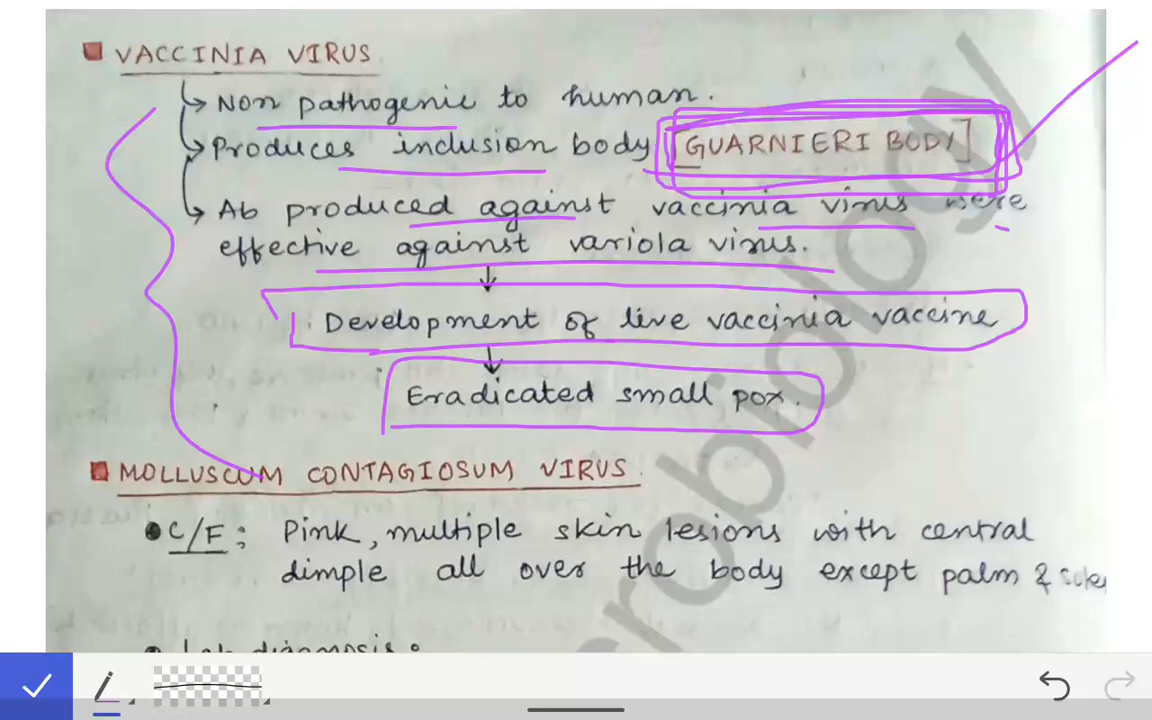 VACCINIA VIRUS
Non pathogenic to human.
Produces inclusion body [GUARNIERI BODY]
Ab produced against vaccinia virus were
effective against variola virus.
Development of live vaccinia vaccine
Eradicated small pox.
MOLLUSCUM CONTAGIOSUM VIRUS.
C/F: Pink, multiple skin lesions with central
dimple all over the body except palm &
Lab diagnosis: